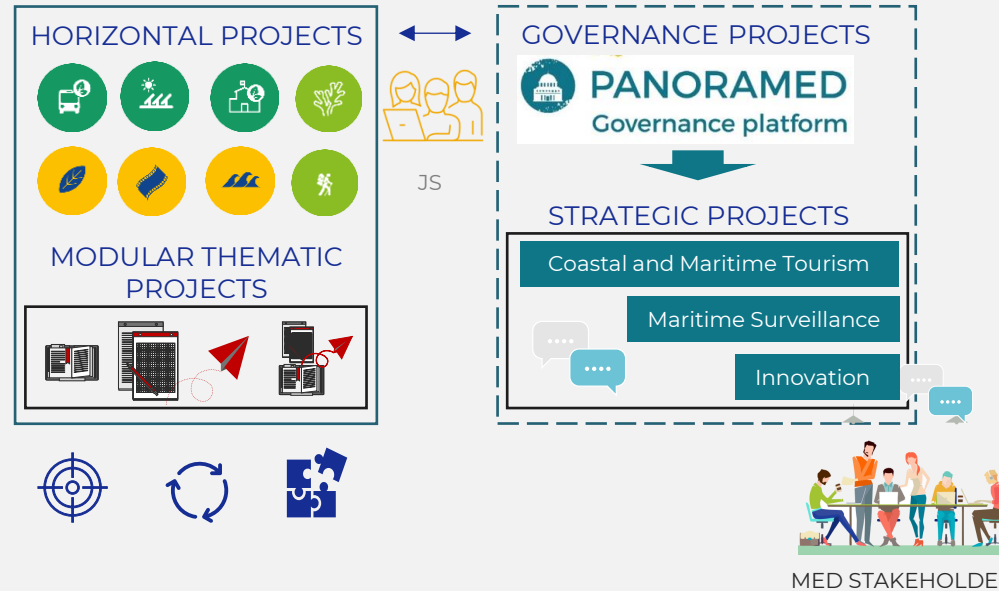 HORIZONTAL PROJECTS
MODULAR THEMATIC
PROJECTS
JS
GOVERNANCE PROJECTS
PANORAMED
Governance platform
STRATEGIC PROJECTS
Coastal and Maritime Tourism
Maritime Surveillance
Innovation
MED STAKEHOLDE